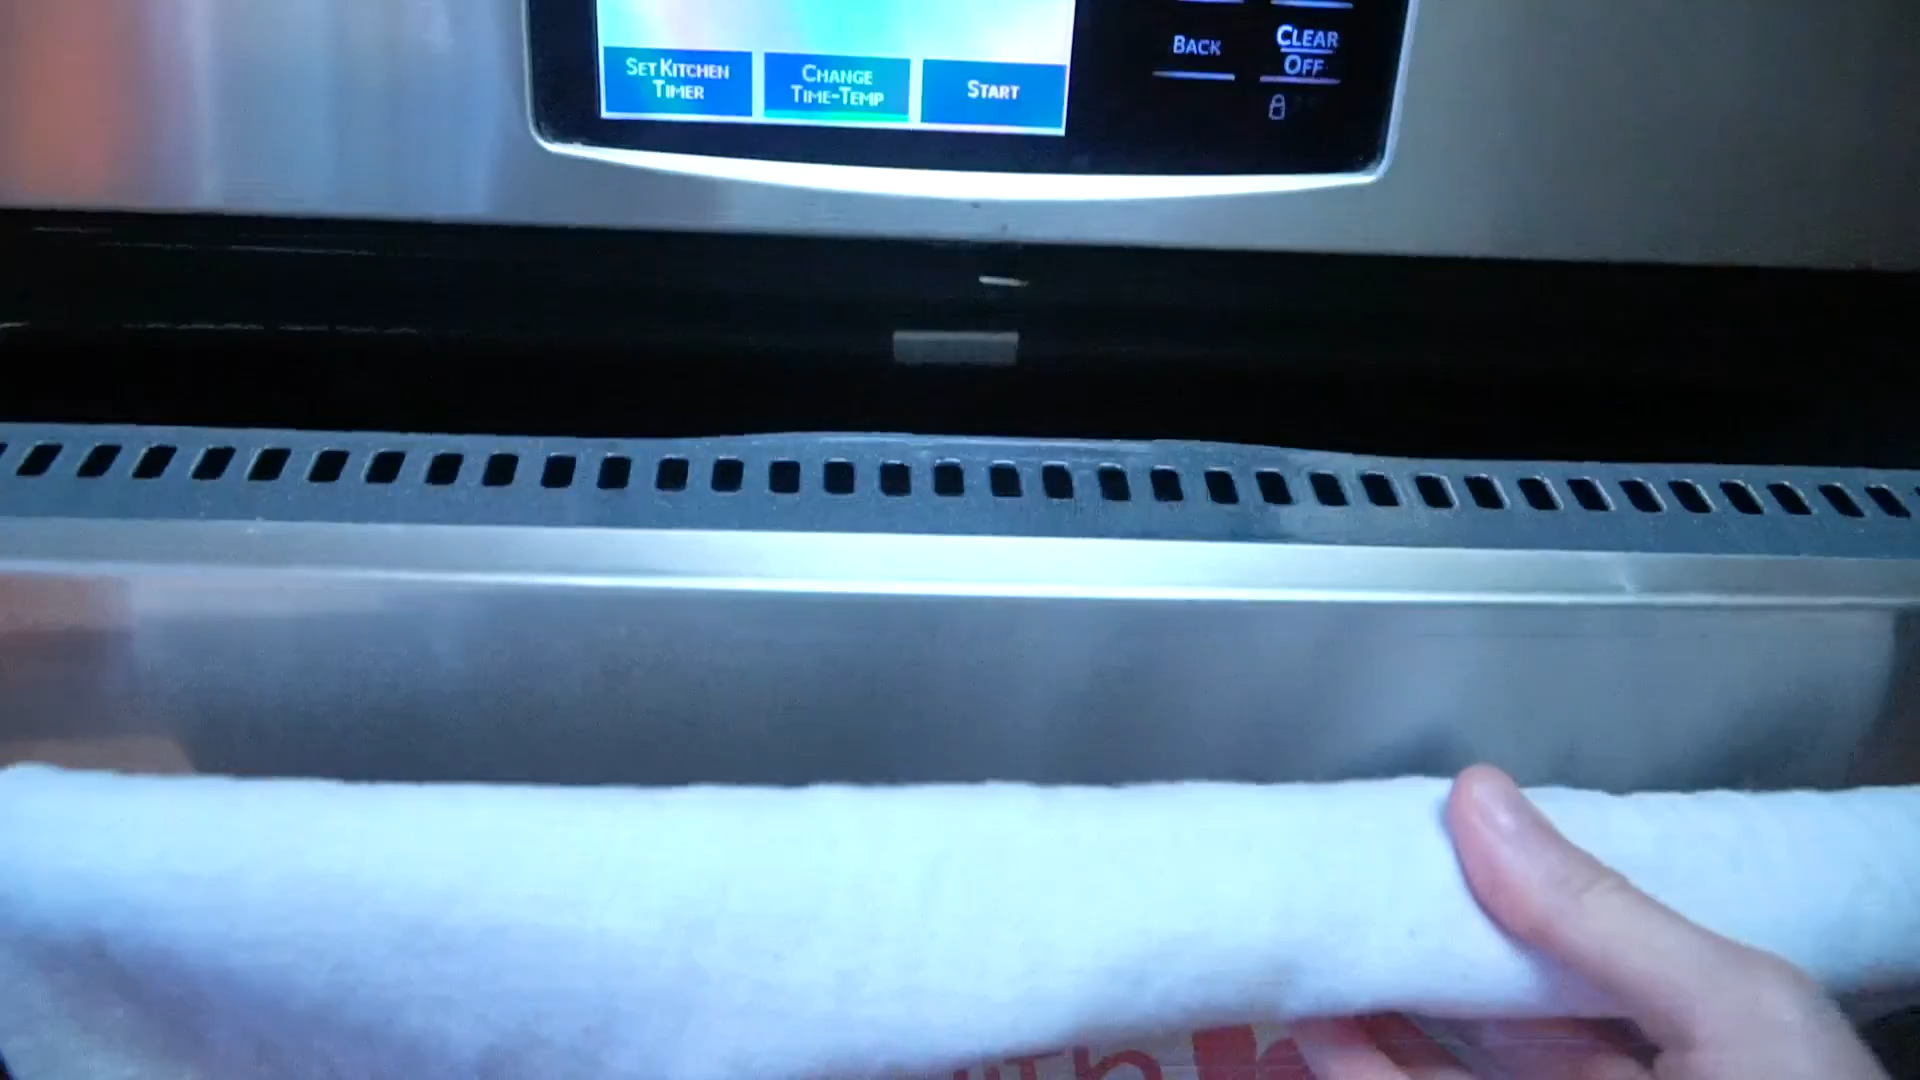 SET KITCHEN
TIMER
CHANGE
TIME-TEMP
START
BACK
CLEAR
OFF